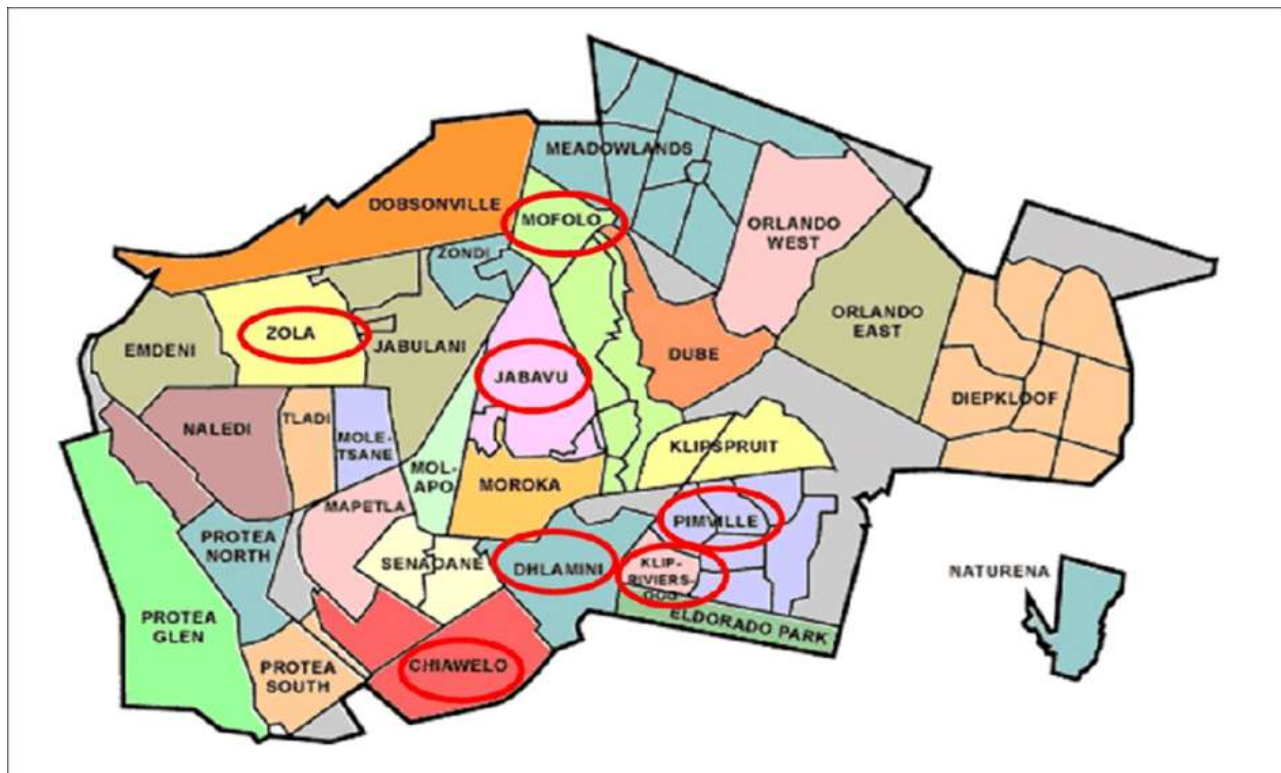 MEADOWLANDS
DOBSONVILLE
MOFOLO
ORLANDO
WEST
ZONDI
ZOLA
ORLANDO
EAST
EMDENI
JABULANI
DUBE
JABAVU
DIEPKLOOF
NALEDI
TLADI
MOLE-
TSANE
KLIPSPRUIT
MOL-
APO
MOROKA
MAPETLA
PIMVILLE
PROTEA
NORTH
SENADANE
DHLAMINI
KLIP-
RIVIERS-
OOG
NATURENA
PROTEA
GLEN
ELDORADO PARK
PROTEA
SOUTH
CHIAWELO